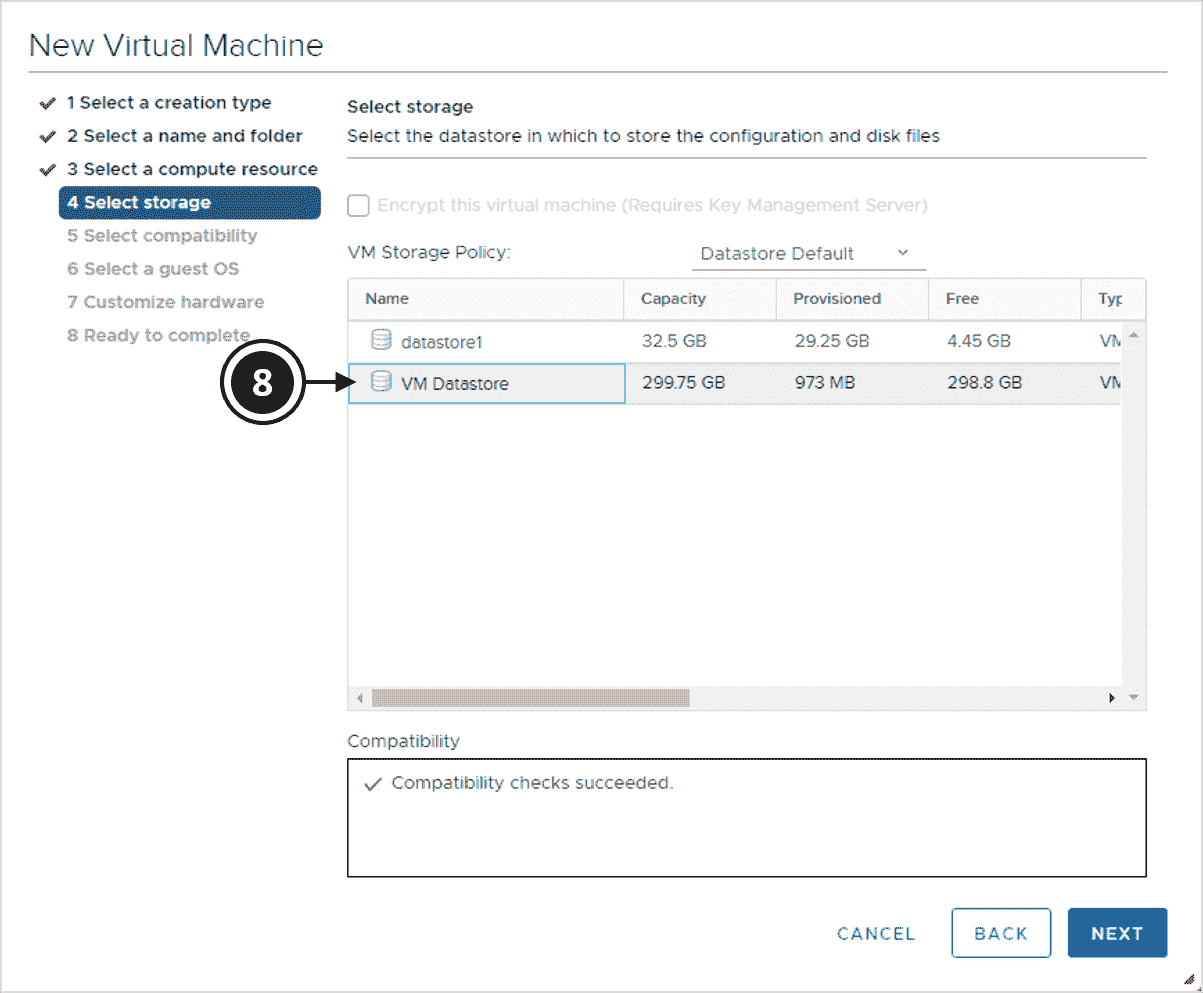 New Virtual Machine
1 Select a creation type
2 Select a name and folder
3 Select a compute resource
4 Select storage
5 Select compatibility
6 Select a guest OS
7 Customize hardware
8 Ready to complete
8
Select storage
Select the datastore in which to store the configuration and disk files
Encrypt this virtual machine (Requires Key Management Server)
VM Storage Policy: Datastore Default
Name Capacity Provisioned Free Typ
datastore1 32.5 GB 29.25 GB 4.45 GB VM
VM Datastore 299.75 GB 973 MB 298.8 GB VM
Compatibility
Compatibility checks succeeded.
CANCEL BACK NEXT